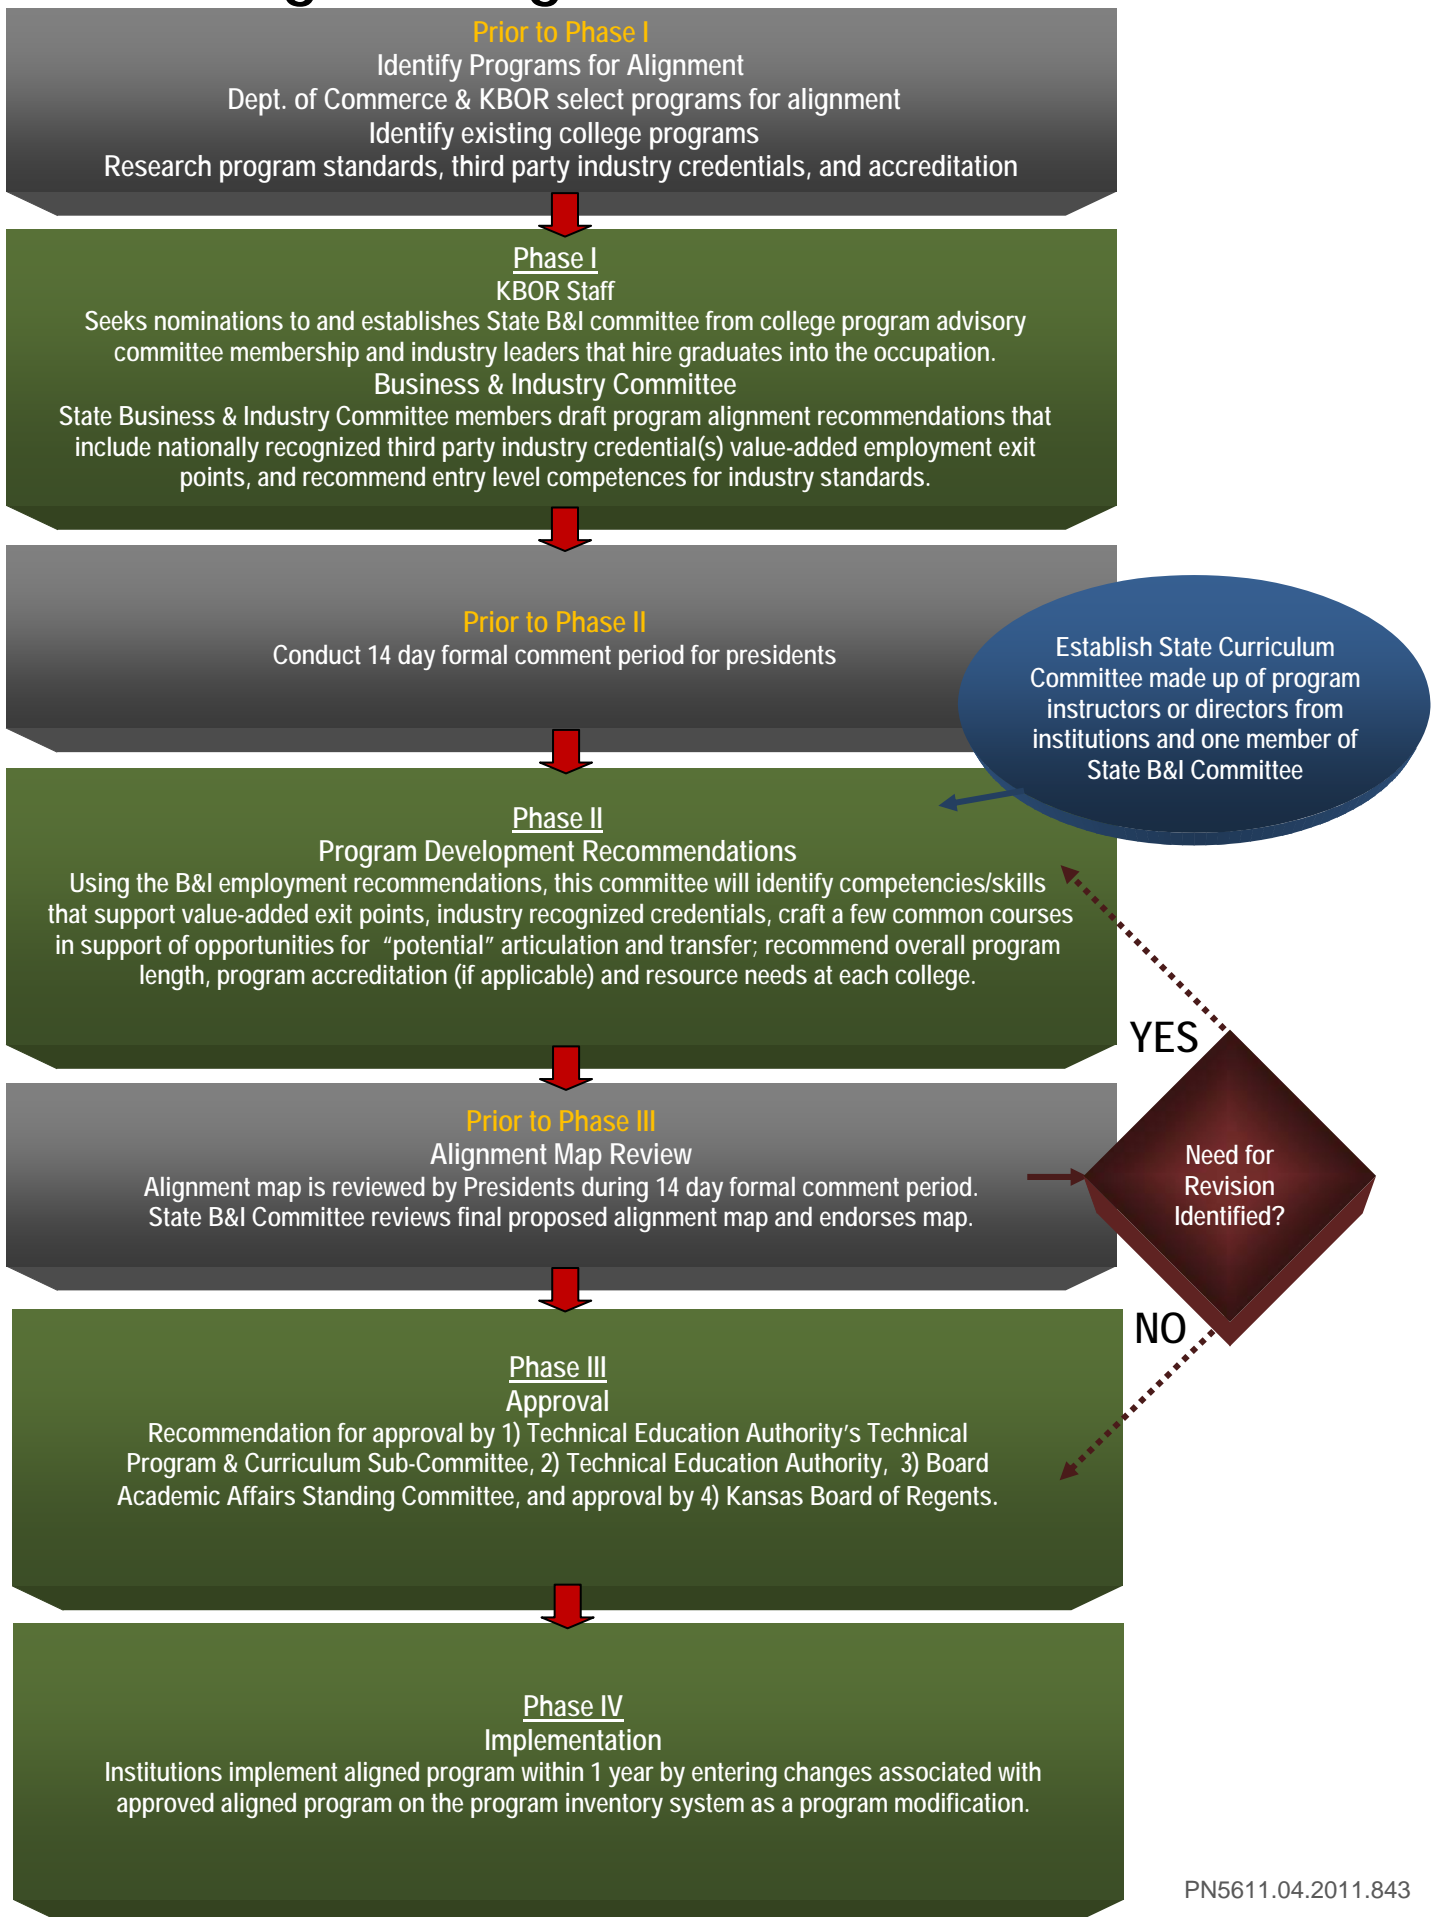 Prior to Phase I
Identify Programs for Alignment
Dept. of Commerce & KBOR select programs for alignment
Identify existing college programs
Research program standards, third party industry credentials, and accreditation
Phase I
KBOR Staff
Seeks nominations to and establishes State B&I committee from college program advisory
committee membership and industry leaders that hire graduates into the occupation.
Business & Industry Committee
State Business & Industry Committee members draft program alignment recommendations that
include nationally recognized third party industry credential(s) value-added employment exit
points, and recommend entry level competences for industry standards.
Prior to Phase II
Conduct 14 day formal comment period for presidents
Establish State Curriculum
Committee made up of program
instructors or directors from
institutions and one member of
State B&I Committee
Phase II
Program Development Recommendations
Using the B&I employment recommendations, this committee will identify competencies/skills
that support value-added exit points, industry recognized credentials, craft a few common courses
in support of opportunities for “potential” articulation and transfer; recommend overall program
length, program accreditation (if applicable) and resource needs at each college.
YES
Prior to Phase III
Alignment Map Review
Alignment map is reviewed by Presidents during 14 day formal comment period.
State B&I Committee reviews final proposed alignment map and endorses map.
Need for
Revision
Identified?
NO
Phase III
Approval
Recommendation for approval by 1) Technical Education Authority’s Technical
Program & Curriculum Sub-Committee, 2) Technical Education Authority, 3) Board
Academic Affairs Standing Committee, and approval by 4) Kansas Board of Regents.
Phase IV
Implementation
Institutions implement aligned program within 1 year by entering changes associated with
approved aligned program on the program inventory system as a program modification.
PN5611.04.2011.843